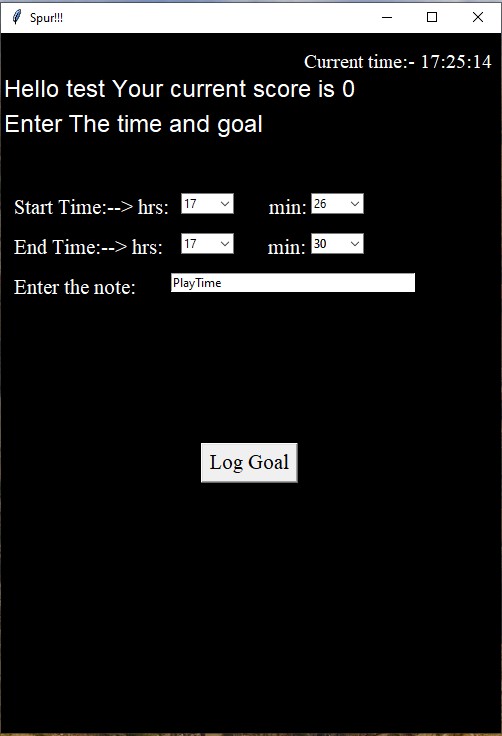 Spur!!!
Current time:- 17:25:14
Hello test Your current score is 0
Enter The time and goal
Start Time:--> hrs: 17 min: 26
End Time:--> hrs: 17 min: 30
Enter the note: PlayTime
Log Goal